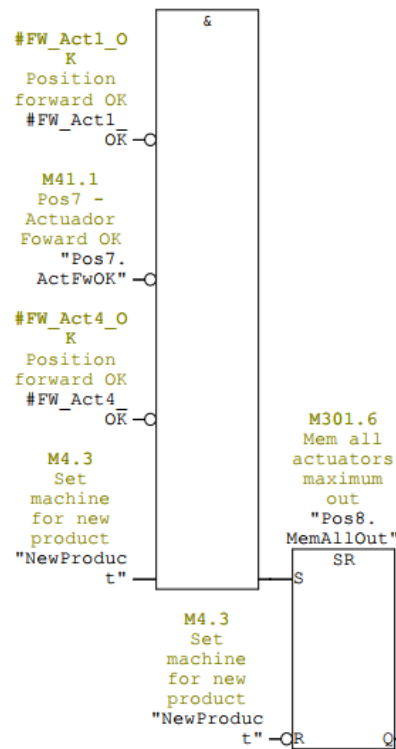 &
#FW_Act1_O
K
Position
forward OK
#FW_Act1_
OK
M41.1
Pos7 -
Actuador
Foward OK
"Pos7.
ActFwOK"
#FW_Act4_O
K
Position
forward OK
#FW_Act4_
OK
M4.3
Set
machine
for new
product
"NewProduc
t"
M301.6
Mem all
actuators
maximum
out
"Pos8.
MemAllOut"
SR
S
M4.3
Set
machine
for new
product
"NewProduc
t"
R Q